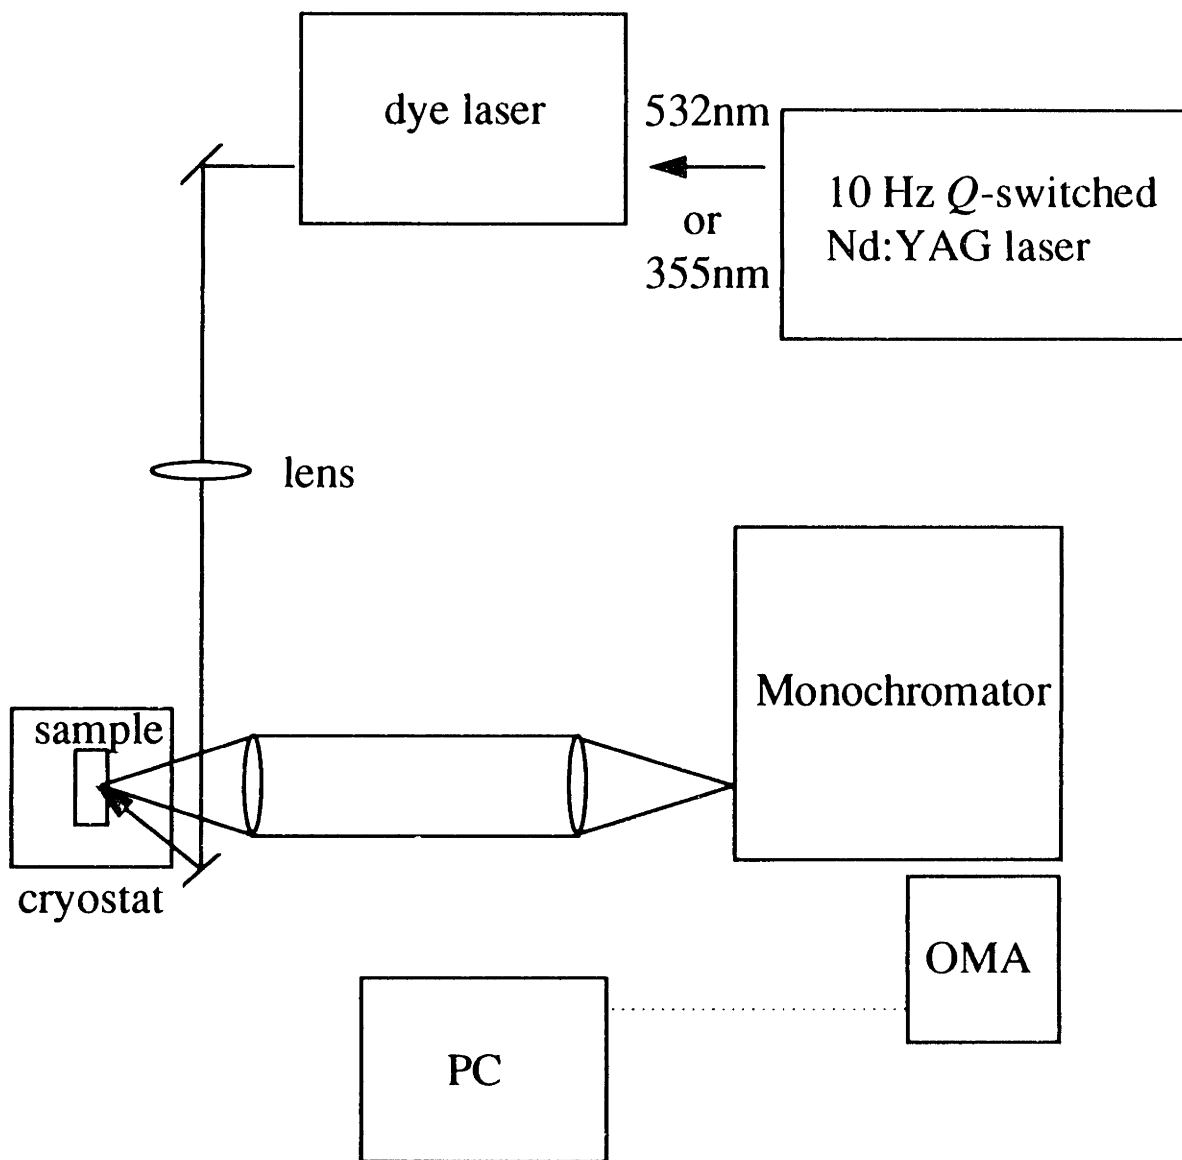 dye laser
532nm
or
355nm
10 Hz Q-switched
Nd:YAG laser
lens
Monochromator
sample
cryostat
OMA
PC